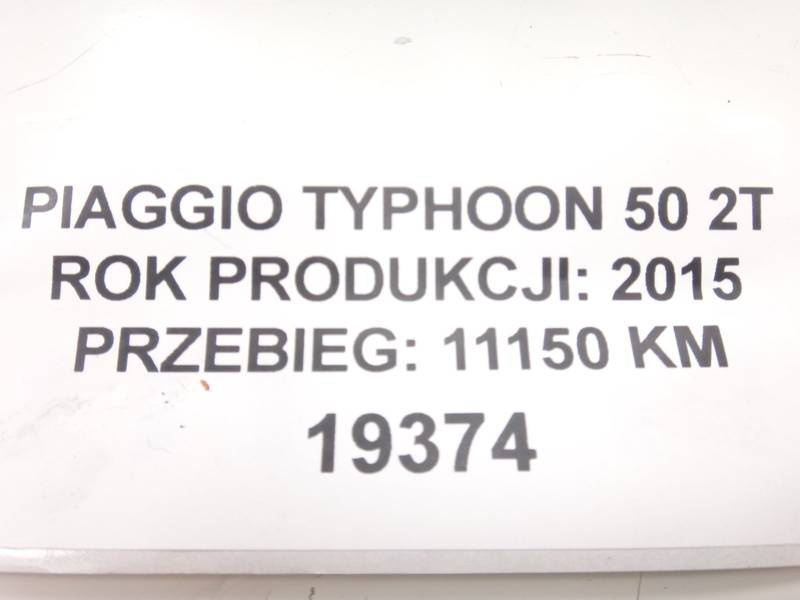 PIAGGIO TYPHOON 50 2T
ROK PRODUKCJI: 2015
PRZEBIEG: 11150 KM
19374